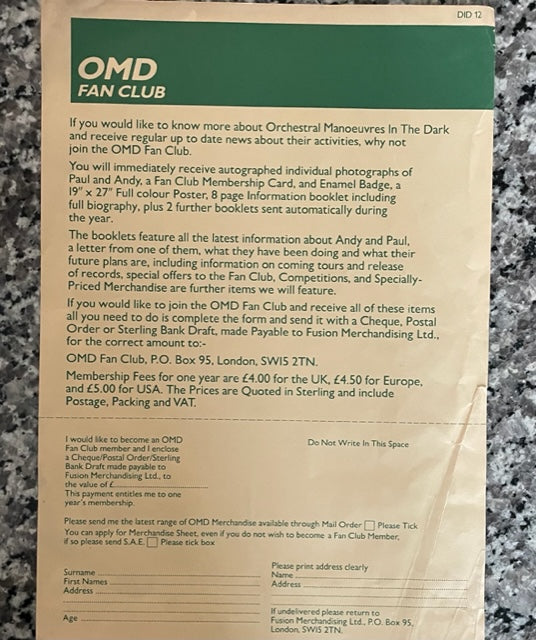 DID 12
OMD
FAN CLUB
If you would like to know more about Orchestral Manoeuvres In The Dark
and receive regular up to date news about their activities, why not
join the OMD Fan Club.
You will immediately receive autographed individual photographs of
Paul and Andy, a Fan Club Membership Card, and Enamel Badge, a
19" x 27" Full colour Poster, 8 page Information booklet including
full biography, plus 2 further booklets sent automatically during
the year.
The booklets feature all the latest information about Andy and Paul,
a letter from one of them, what they have been doing and what their
future plans are, including information on coming tours and release
of records, special offers to the Fan Club, Competitions, and Specially-
Priced Merchandise are further items we will feature.
If you would like to join the OMD Fan Club and receive all of these items
all you need to do is complete the form and send it with a Cheque, Postal
Order or Sterling Bank Draft, made Payable to Fusion Merchandising Ltd.,
for the correct amount to:-
OMD Fan Club, P.O. Box 95, London, SW15 2TN.
Membership Fees for one year are £4.00 for the UK, £4.50 for Europe,
and £5.00 for USA. The Prices are Quoted in Sterling and include
Postage, Packing and VAT.
I would like to become an OMD
Fan Club member and I enclose
a Cheque/Postal Order/Sterling
Bank Draft made payable to
Fusion Merchandising Ltd., to
the value of £
This payment entitles me to one
year's membership.
Do Not Write In This Space
Please send me the latest range of OMD Merchandise available through Mail Order Please Tick
You can apply for Merchandise Sheet, even if you do not wish to become a Fan Club Member,
if so please send S.A.E. Please tick box
Surname
First Names
Address
Age
Please print address clearly
Name
Address
If undelivered please return to
Fusion Merchandising Ltd., P.O. Box 95,
London, SW15 2TN.